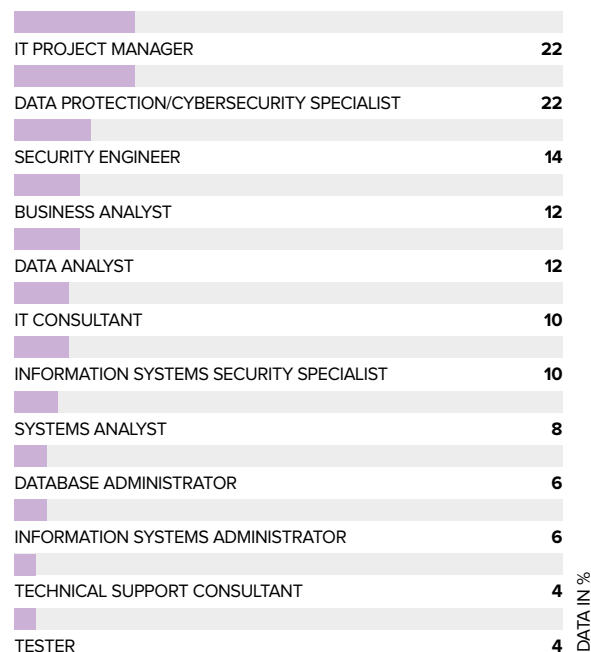 IT PROJECT MANAGER 22
DATA PROTECTION/CYBERSECURITY SPECIALIST 22
SECURITY ENGINEER 14
BUSINESS ANALYST 12
DATA ANALYST 12
IT CONSULTANT 10
INFORMATION SYSTEMS SECURITY SPECIALIST 10
SYSTEMS ANALYST 8
DATABASE ADMINISTRATOR 6
INFORMATION SYSTEMS ADMINISTRATOR 6
TECHNICAL SUPPORT CONSULTANT 4
TESTER 4
DATA IN %